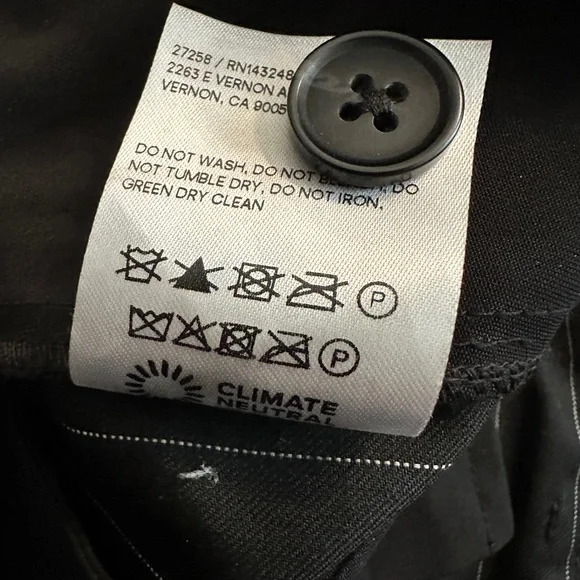 27258 / RN143248
2263 E VERNON
VERNON, CA
DO NOT WASH, DO NOT DO
NOT TUMBLE DRY, DO NOT IRON,
GREEN DRY CLEAN
P
P
CLIMATE
NEUTRAL